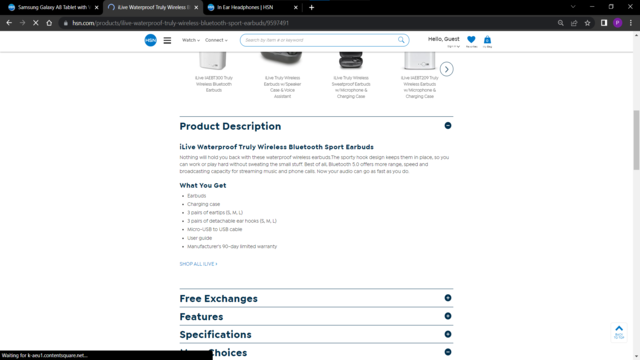 Samsung Galaxy A8 Tablet with V
iLive Waterproof Truly Wireless B
In Ear Headphones | HSN
hsn.com/products/ilive-waterproof-truly-wireless-bluetooth-sport-earbuds/9597491
HSN
Watch
Connect
Search by item # or keyword
Hello, Guest
iLive iAEBT300 Truly
Wireless Bluetooth
Earbuds
iLive Truly Wireless
Earbuds w/Speaker
Case & Voice
Assistant
iLive Truly Wireless
Sweatproof Earbuds
w/Microphone &
Charging Case
iLive iAEBT209 Truly
Wireless Earbuds
w/Microphone &
Charging Case
Product Description
iLive Waterproof Truly Wireless Bluetooth Sport Earbuds
Nothing will hold you back with these waterproof wireless earbuds.The sporty hook design keeps them in place, so you
can work or play hard without sweating the small stuff. Best of all, Bluetooth 5.0 offers more range, speed and
broadcasting capacity for streaming music and phone calls. Now your audio can go as fast as you do.
What You Get
• Earbuds
• Charging case
• 3 pairs of eartips (S, M, L)
• 3 pairs of detachable ear hooks (S, M, L)
• Micro-USB to USB cable
• User guide
• Manufacturer's 90-day limited warranty
SHOP ALL ILIVE >
Free Exchanges
Features
Specifications
Choices
BACK
TO TOP
Waiting for k-aeu1.contentsquare.net...